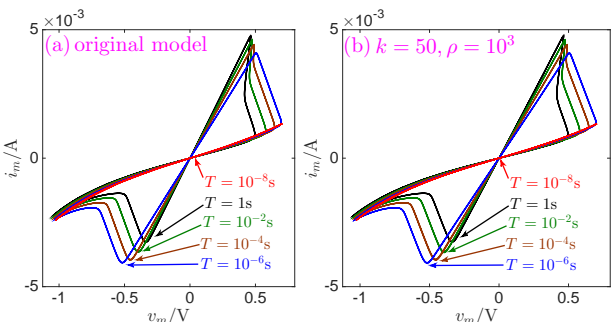 ×10⁻³
(a) original model
5
0
-5
i_m/A
-1
-0.5
0
0.5
v_m/V
T = 10⁻⁸s
T = 1s
T = 10⁻²s
T = 10⁻⁴s
T = 10⁻⁶s
×10⁻³
(b) k = 50, ρ = 10³
5
0
-5
i_m/A
-1
-0.5
0
0.5
v_m/V
T = 10⁻⁸s
T = 1s
T = 10⁻²s
T = 10⁻⁴s
T = 10⁻⁶s